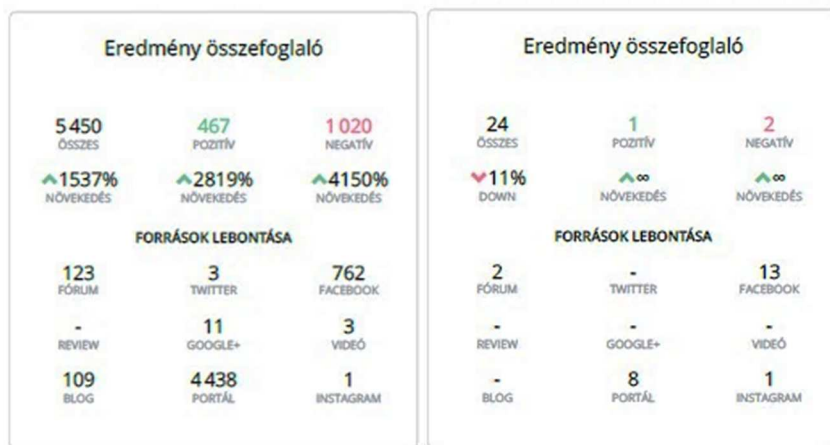 Eredmény összefoglaló
5 450 467 1 020
ÖSSZES POZITÍV NEGATÍV
1537% 2819% 4150%
NÖVEKEDÉS NÖVEKEDÉS NÖVEKEDÉS
FORRÁSOK LEBONTÁSA
123 3 762
FÓRUM TWITTER FACEBOOK
- 11 3
REVIEW GOOGLE+ VIDEÓ
109 4 438 1
BLOG PORTÁL INSTAGRAM
Eredmény összefoglaló
24 1 2
ÖSSZES POZITÍV NEGATÍV
11% ∞ ∞
DOWN NÖVEKEDÉS NÖVEKEDÉS
FORRÁSOK LEBONTÁSA
2 - 13
FÓRUM TWITTER FACEBOOK
- - -
REVIEW GOOGLE+ VIDEÓ
- 8 1
BLOG PORTÁL INSTAGRAM